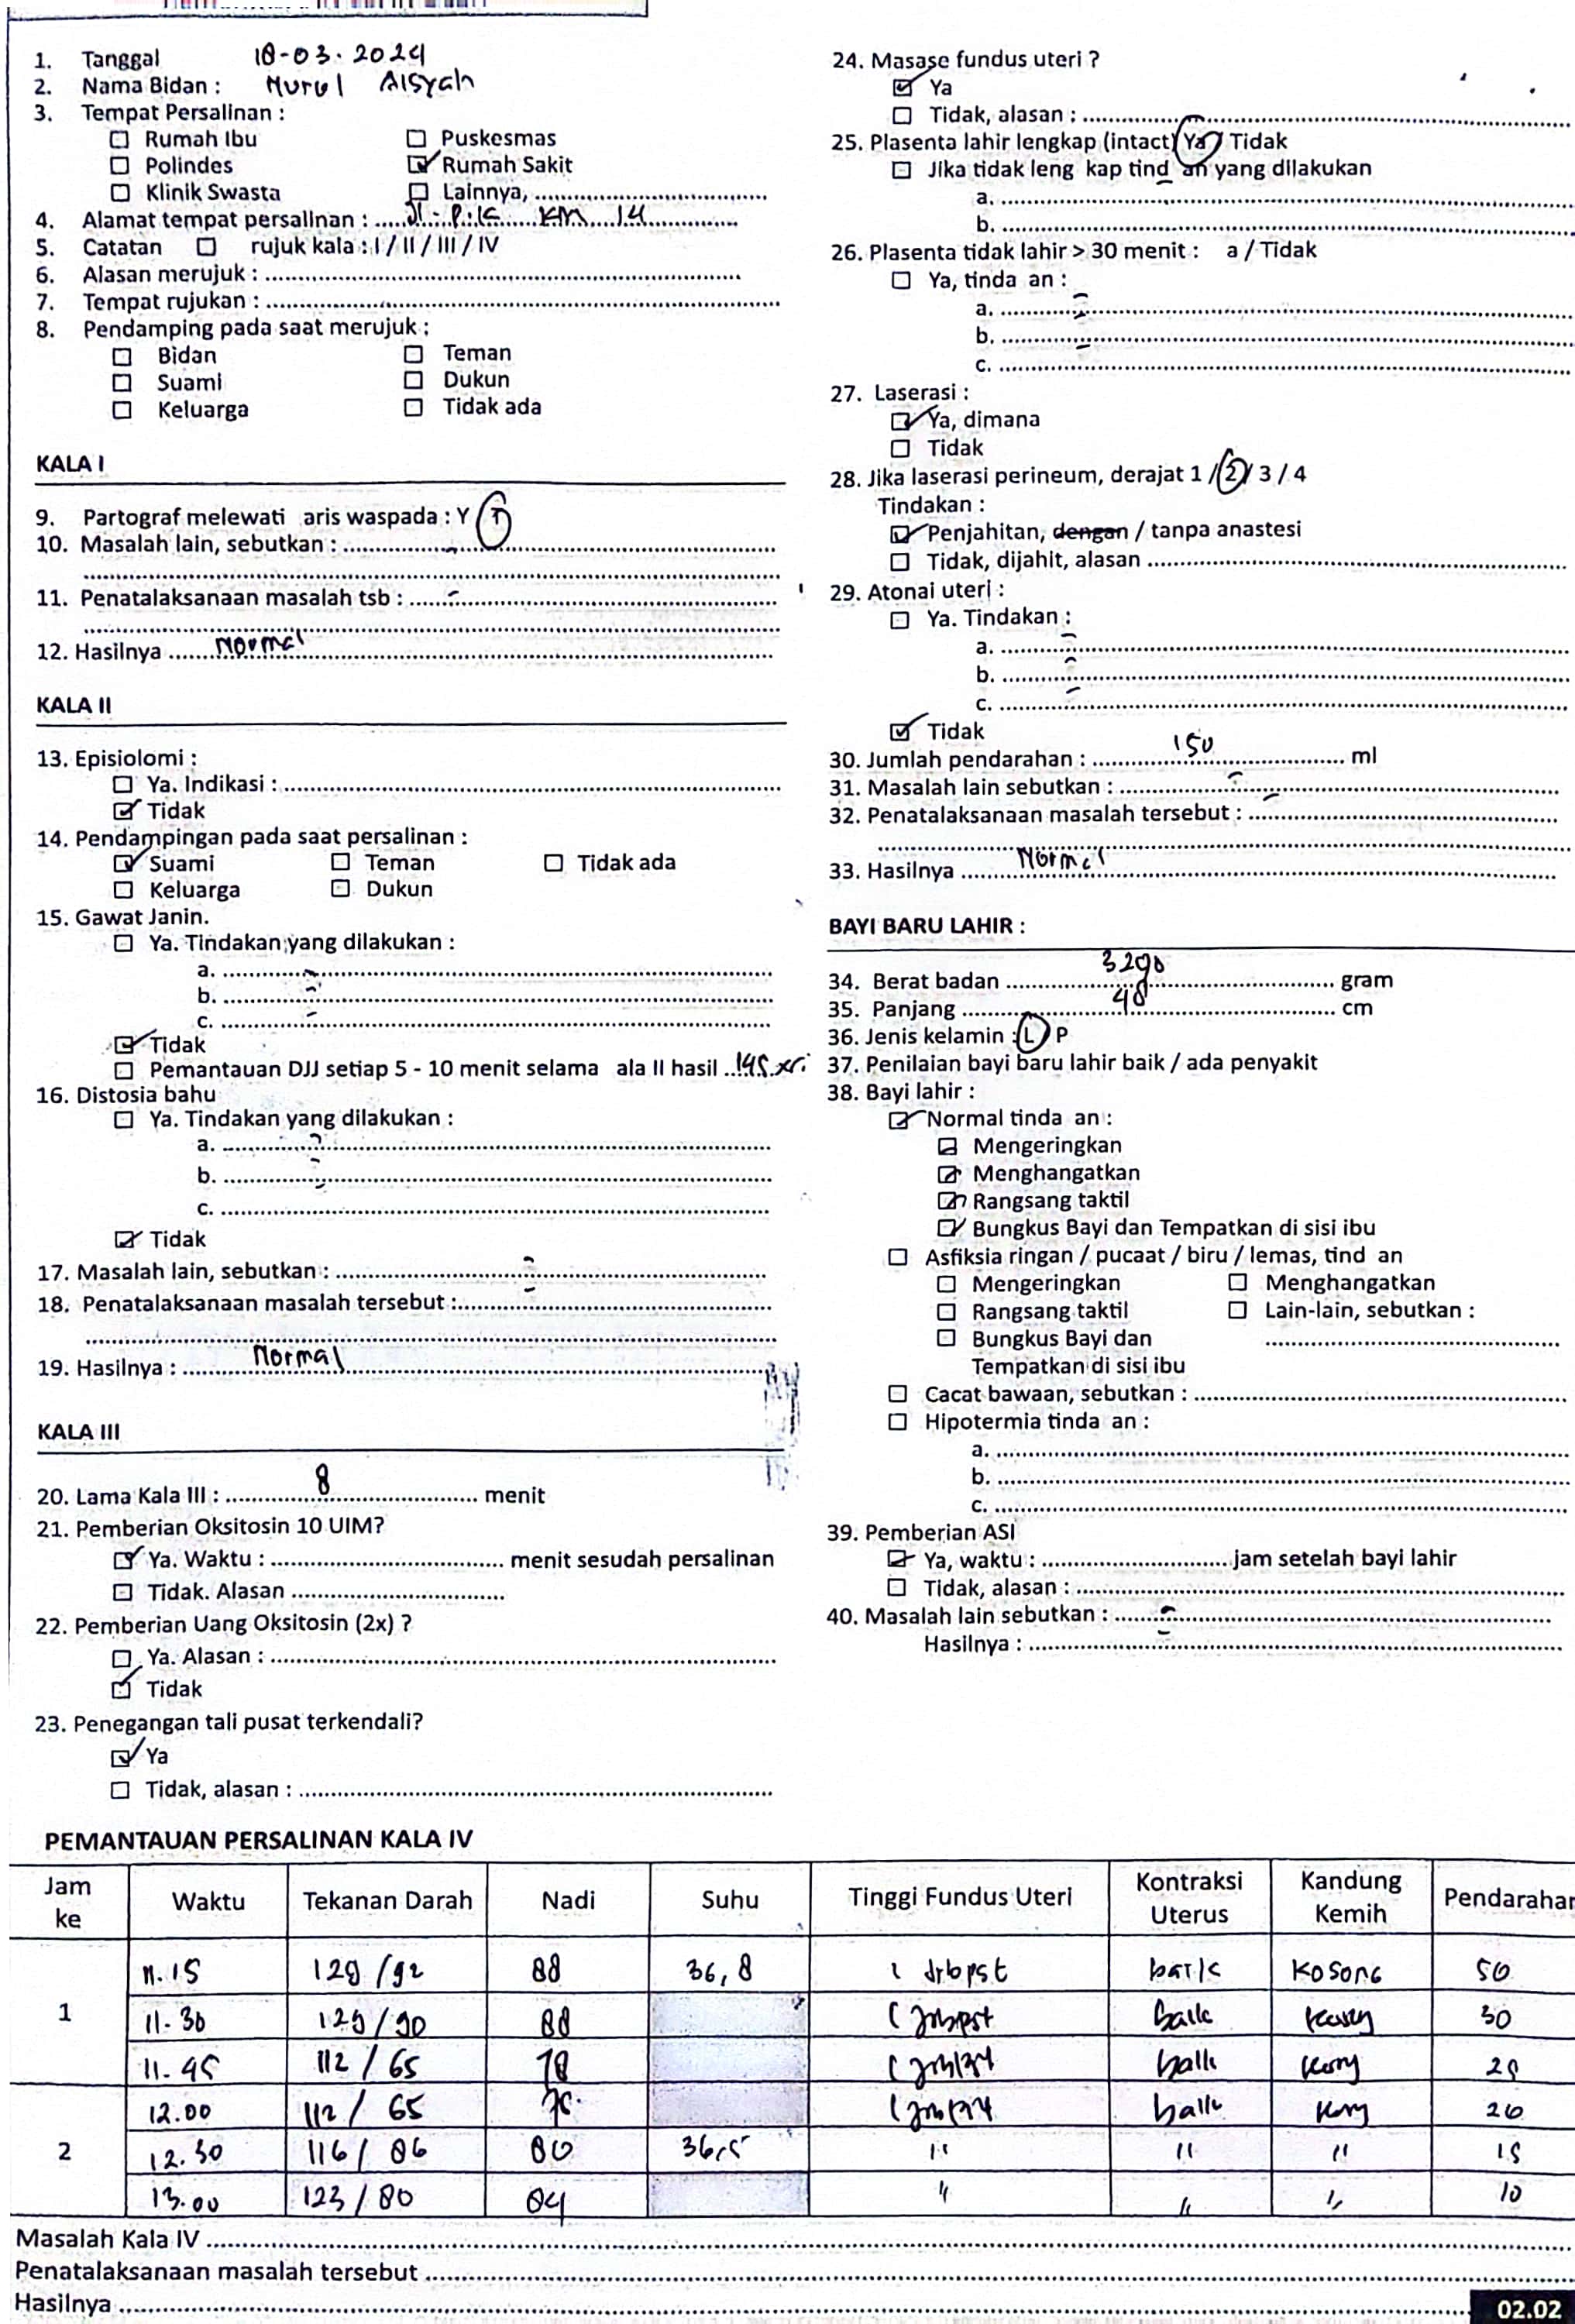 1. Tanggal 18-03-2024
2. Nama Bidan : Nurul Aisyah
3. Tempat Persalinan :
Rumah Ibu Puskesmas
Polindes Rumah Sakit
Klinik Swasta Lainnya, ..........
4. Alamat tempat persalinan : Jl. P.K KM 14
5. Catatan rujuk kala : I / II / III / IV
6. Alasan merujuk : ..........
7. Tempat rujukan : ..........
8. Pendamping pada saat merujuk :
Bidan Teman
Suami Dukun
Keluarga Tidak ada
KALA I
9. Partograf melewati aris waspada : Y T
10. Masalah lain, sebutkan : .......... -
11. Penatalaksanaan masalah tsb : .......... -
12. Hasilnya Normal
KALA II
13. Episiolomi :
Ya. Indikasi : ..........
Tidak
14. Pendampingan pada saat persalinan :
Suami Teman Tidak ada
Keluarga Dukun
15. Gawat Janin.
Ya. Tindakan yang dilakukan :
a. .......... -
b. .......... -
c. .......... -
Tidak
Pemantauan DJJ setiap 5 - 10 menit selama ala II hasil 145 x/i
16. Distosia bahu
Ya. Tindakan yang dilakukan :
a. .......... -
b. .......... -
c. .......... -
Tidak
17. Masalah lain, sebutkan : .......... -
18. Penatalaksanaan masalah tersebut : .......... -
19. Hasilnya : Normal
KALA III
20. Lama Kala III : 8 menit
21. Pemberian Oksitosin 10 UIM?
Ya. Waktu : .......... menit sesudah persalinan
Tidak. Alasan ..........
22. Pemberian Uang Oksitosin (2x) ?
Ya. Alasan : ..........
Tidak
23. Penegangan tali pusat terkendali?
Ya
Tidak, alasan : ..........
24. Masase fundus uteri ?
Ya
Tidak, alasan : ..........
25. Plasenta lahir lengkap (intact) Ya / Tidak
Jika tidak leng kap tind an yang dilakukan
a. .......... -
b. ..........
26. Plasenta tidak lahir > 30 menit : a / Tidak
Ya, tinda an :
a. .......... -
b. .......... -
c. .......... -
27. Laserasi :
Ya, dimana
Tidak
28. Jika laserasi perineum, derajat 1 / 2 / 3 / 4
Tindakan :
Penjahitan, dengan / tanpa anastesi
Tidak, dijahit, alasan ..........
29. Atonai uteri :
Ya. Tindakan :
a. .......... -
b. .......... -
c. .......... -
Tidak
30. Jumlah pendarahan : 150 ml
31. Masalah lain sebutkan : .......... -
32. Penatalaksanaan masalah tersebut : .......... -
33. Hasilnya Normal
BAYI BARU LAHIR :
34. Berat badan 3290 gram
35. Panjang 48 cm
36. Jenis kelamin : L P
37. Penilaian bayi baru lahir baik / ada penyakit
38. Bayi lahir :
Normal tinda an :
Mengeringkan
Menghangatkan
Rangsang taktil
Bungkus Bayi dan Tempatkan di sisi ibu
Asfiksia ringan / pucaat / biru / lemas, tind an
Mengeringkan Menghangatkan
Rangsang taktil Lain-lain, sebutkan :
Bungkus Bayi dan ..........
Tempatkan di sisi ibu
Cacat bawaan, sebutkan : ..........
Hipotermia tinda an :
a. ..........
b. ..........
c. ..........
39. Pemberian ASI
Ya, waktu : .......... jam setelah bayi lahir
Tidak, alasan : ..........
40. Masalah lain sebutkan : .......... -
Hasilnya : .......... -
PEMANTAUAN PERSALINAN KALA IV
Jam ke Waktu Tekanan Darah Nadi Suhu Tinggi Fundus Uteri Kontraksi Uterus Kandung Kemih Pendarahan
1 11.15 129/92 88 36,8 1 jrbpst baik kosong 50
11.30 129/90 88 1 jrbpst baik kosong 30
11.45 112/65 78 baik 25
12.00 112/65 baik 20
2 12.30 116/86 80 36,5 " " " 15
13.00 123/80 84 " " " 10
Masalah Kala IV ..........
Penatalaksanaan masalah tersebut ..........
Hasilnya ..........
02.02